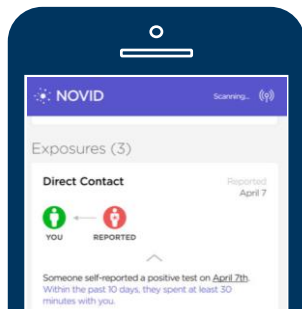 NOVID
Scanning...
Exposures (3)
Direct Contact
Reported
April 7
YOU
REPORTED
Someone self-reported a positive test on April 7th.
Within the past 10 days, they spent at least 30
minutes with you.